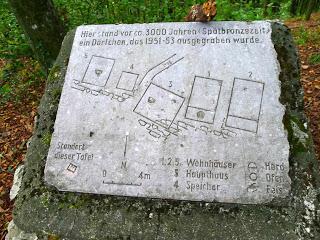 Hier stand vor ca. 3000 Jahren (Spätbronzezeit)
ein Dörfchen, das 1951-53 ausgegraben wurde.
5
4
3
1
2
N
Standort
dieser Tafel
0
4m
1.2.5. Wohnhäuser
3 Haupthaus
4 Speicher
Herd
Ofen
Fels